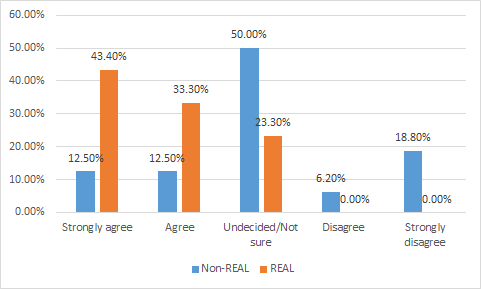 60.00%
50.00%
40.00%
30.00%
20.00%
10.00%
0.00%
12.50%
43.40%
12.50%
33.30%
50.00%
23.30%
6.20%
0.00%
18.80%
0.00%
Strongly agree
Agree
Undecided/Not
sure
Disagree
Strongly
disagree
Non-REAL
REAL